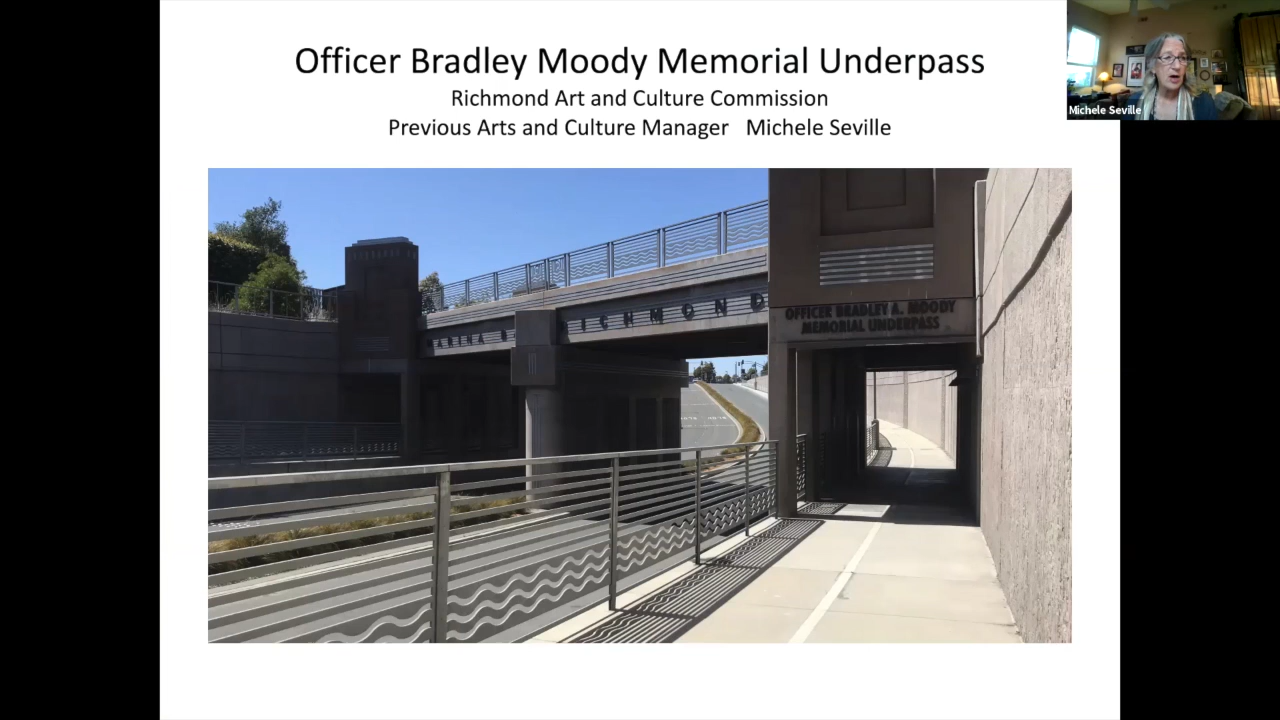 Officer Bradley Moody Memorial Underpass
Richmond Art and Culture Commission
Previous Arts and Culture Manager Michele Seville
Michele Seville
RICHMOND
OFFICER BRADLEY A. MOODY
MEMORIAL UNDERPASS